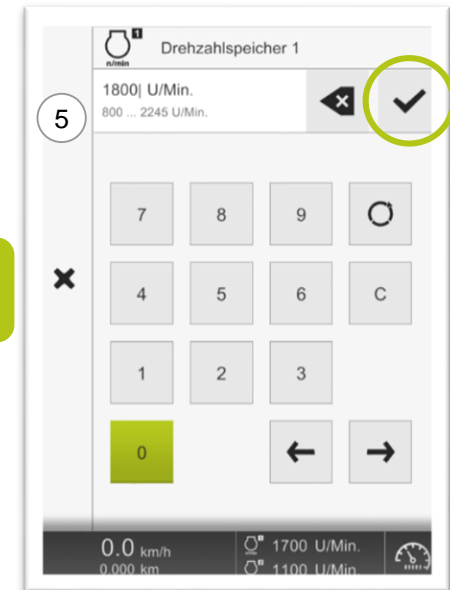 1
n/min
Drehzahlspeicher 1
1800| U/Min.
800 ... 2245 U/Min.
5
7 8 9
4 5 6 C
1 2 3
0
0.0 km/h
1700 U/Min.
0.000 km
1100 U/Min.